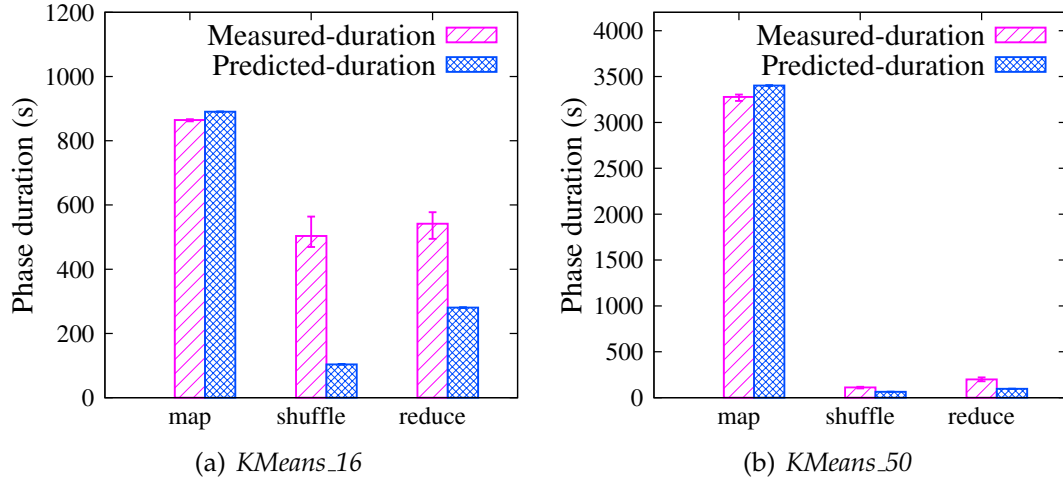 1200
1000
800
600
400
200
0
Phase duration (s)
Measured-duration
Predicted-duration
map shuffle reduce
(a) KMeans_16
4000
3500
3000
2500
2000
1500
1000
500
0
Phase duration (s)
Measured-duration
Predicted-duration
map shuffle reduce
(b) KMeans_50